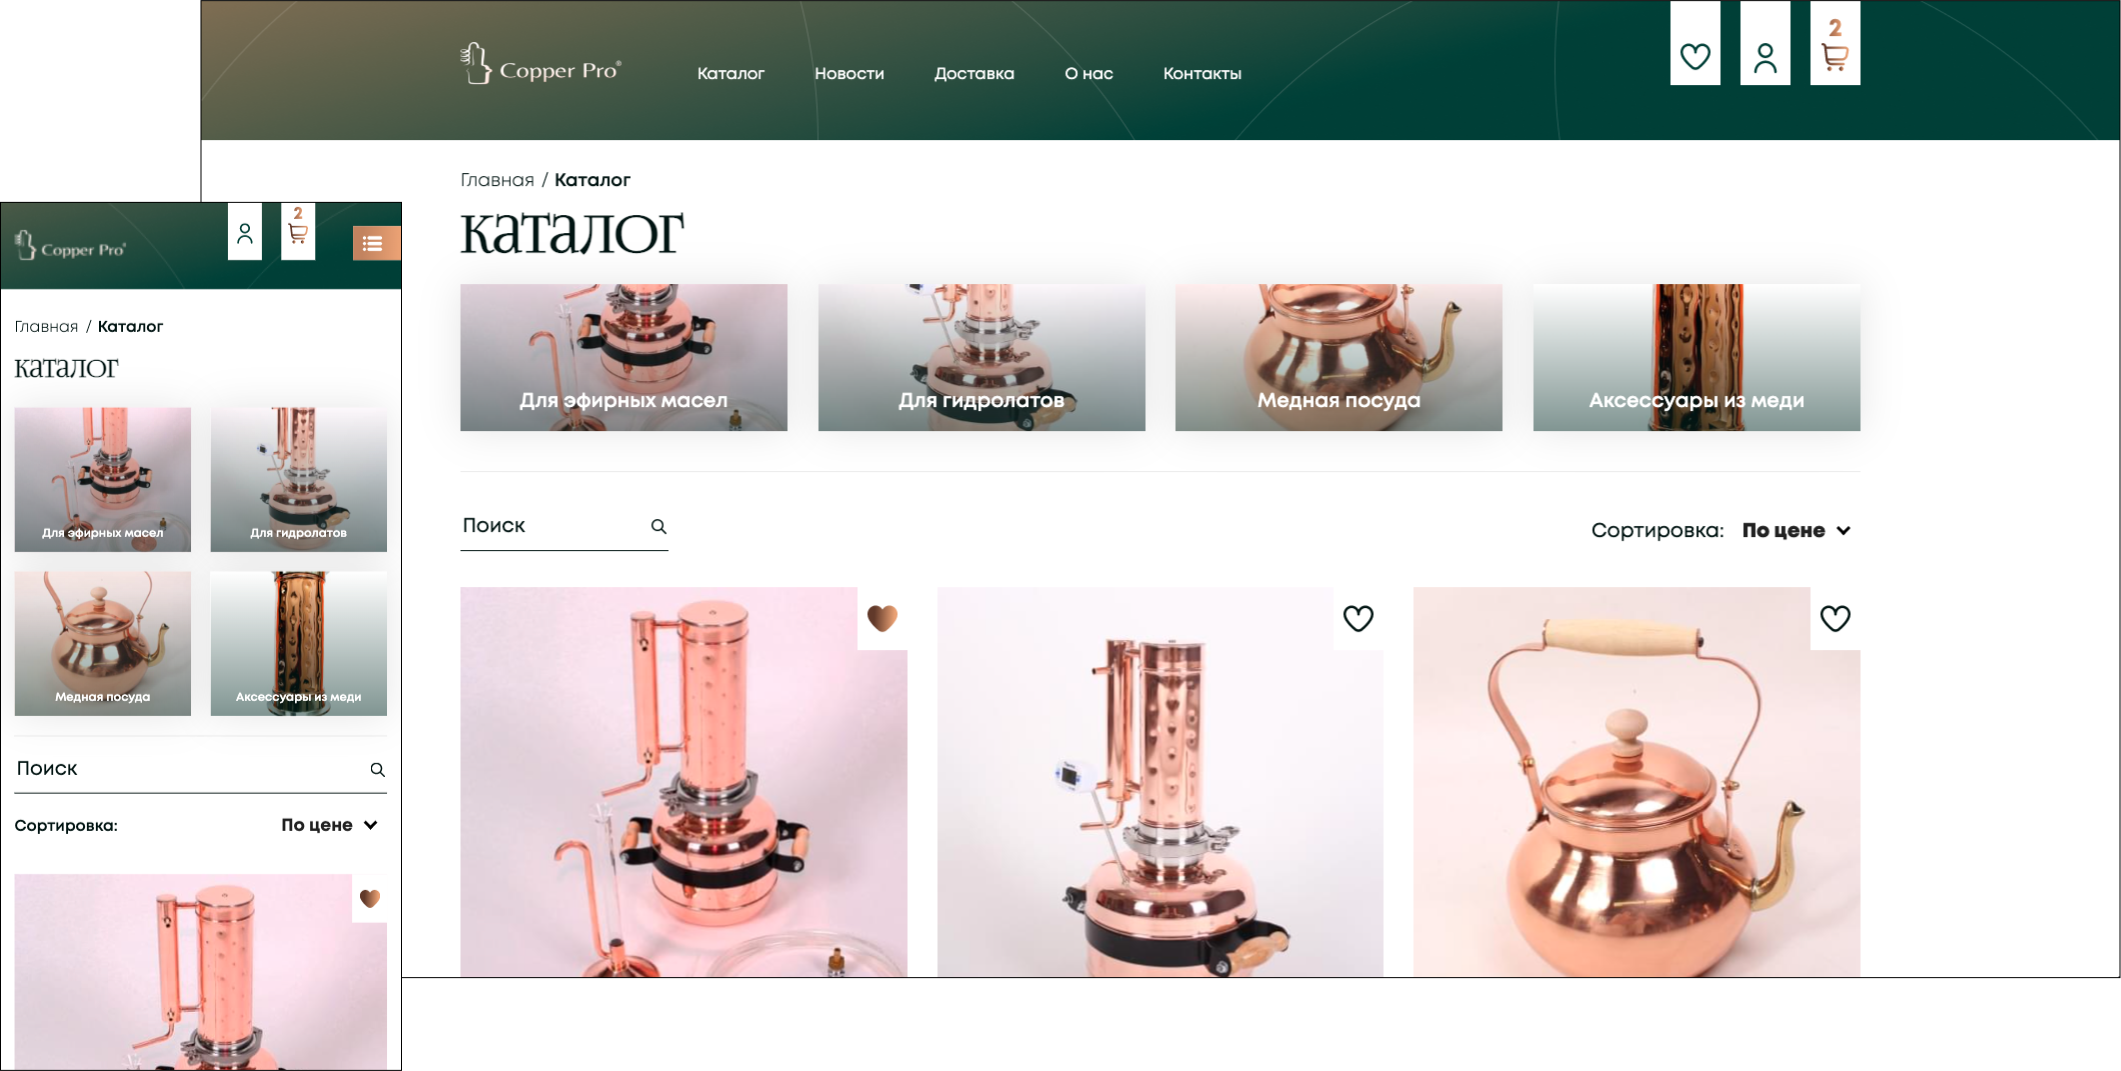 Copper Pro®
Каталог
Новости
Доставка
О нас
Контакты
2
Главная / Каталог
каталог
Для эфирных масел
Для гидролатов
Медная посуда
Аксессуары из меди
Поиск
Сортировка: По цене
Copper Pro®
2
Главная / Каталог
каталог
Для эфирных масел
Для гидролатов
Медная посуда
Аксессуары из меди
Поиск
Сортировка: По цене